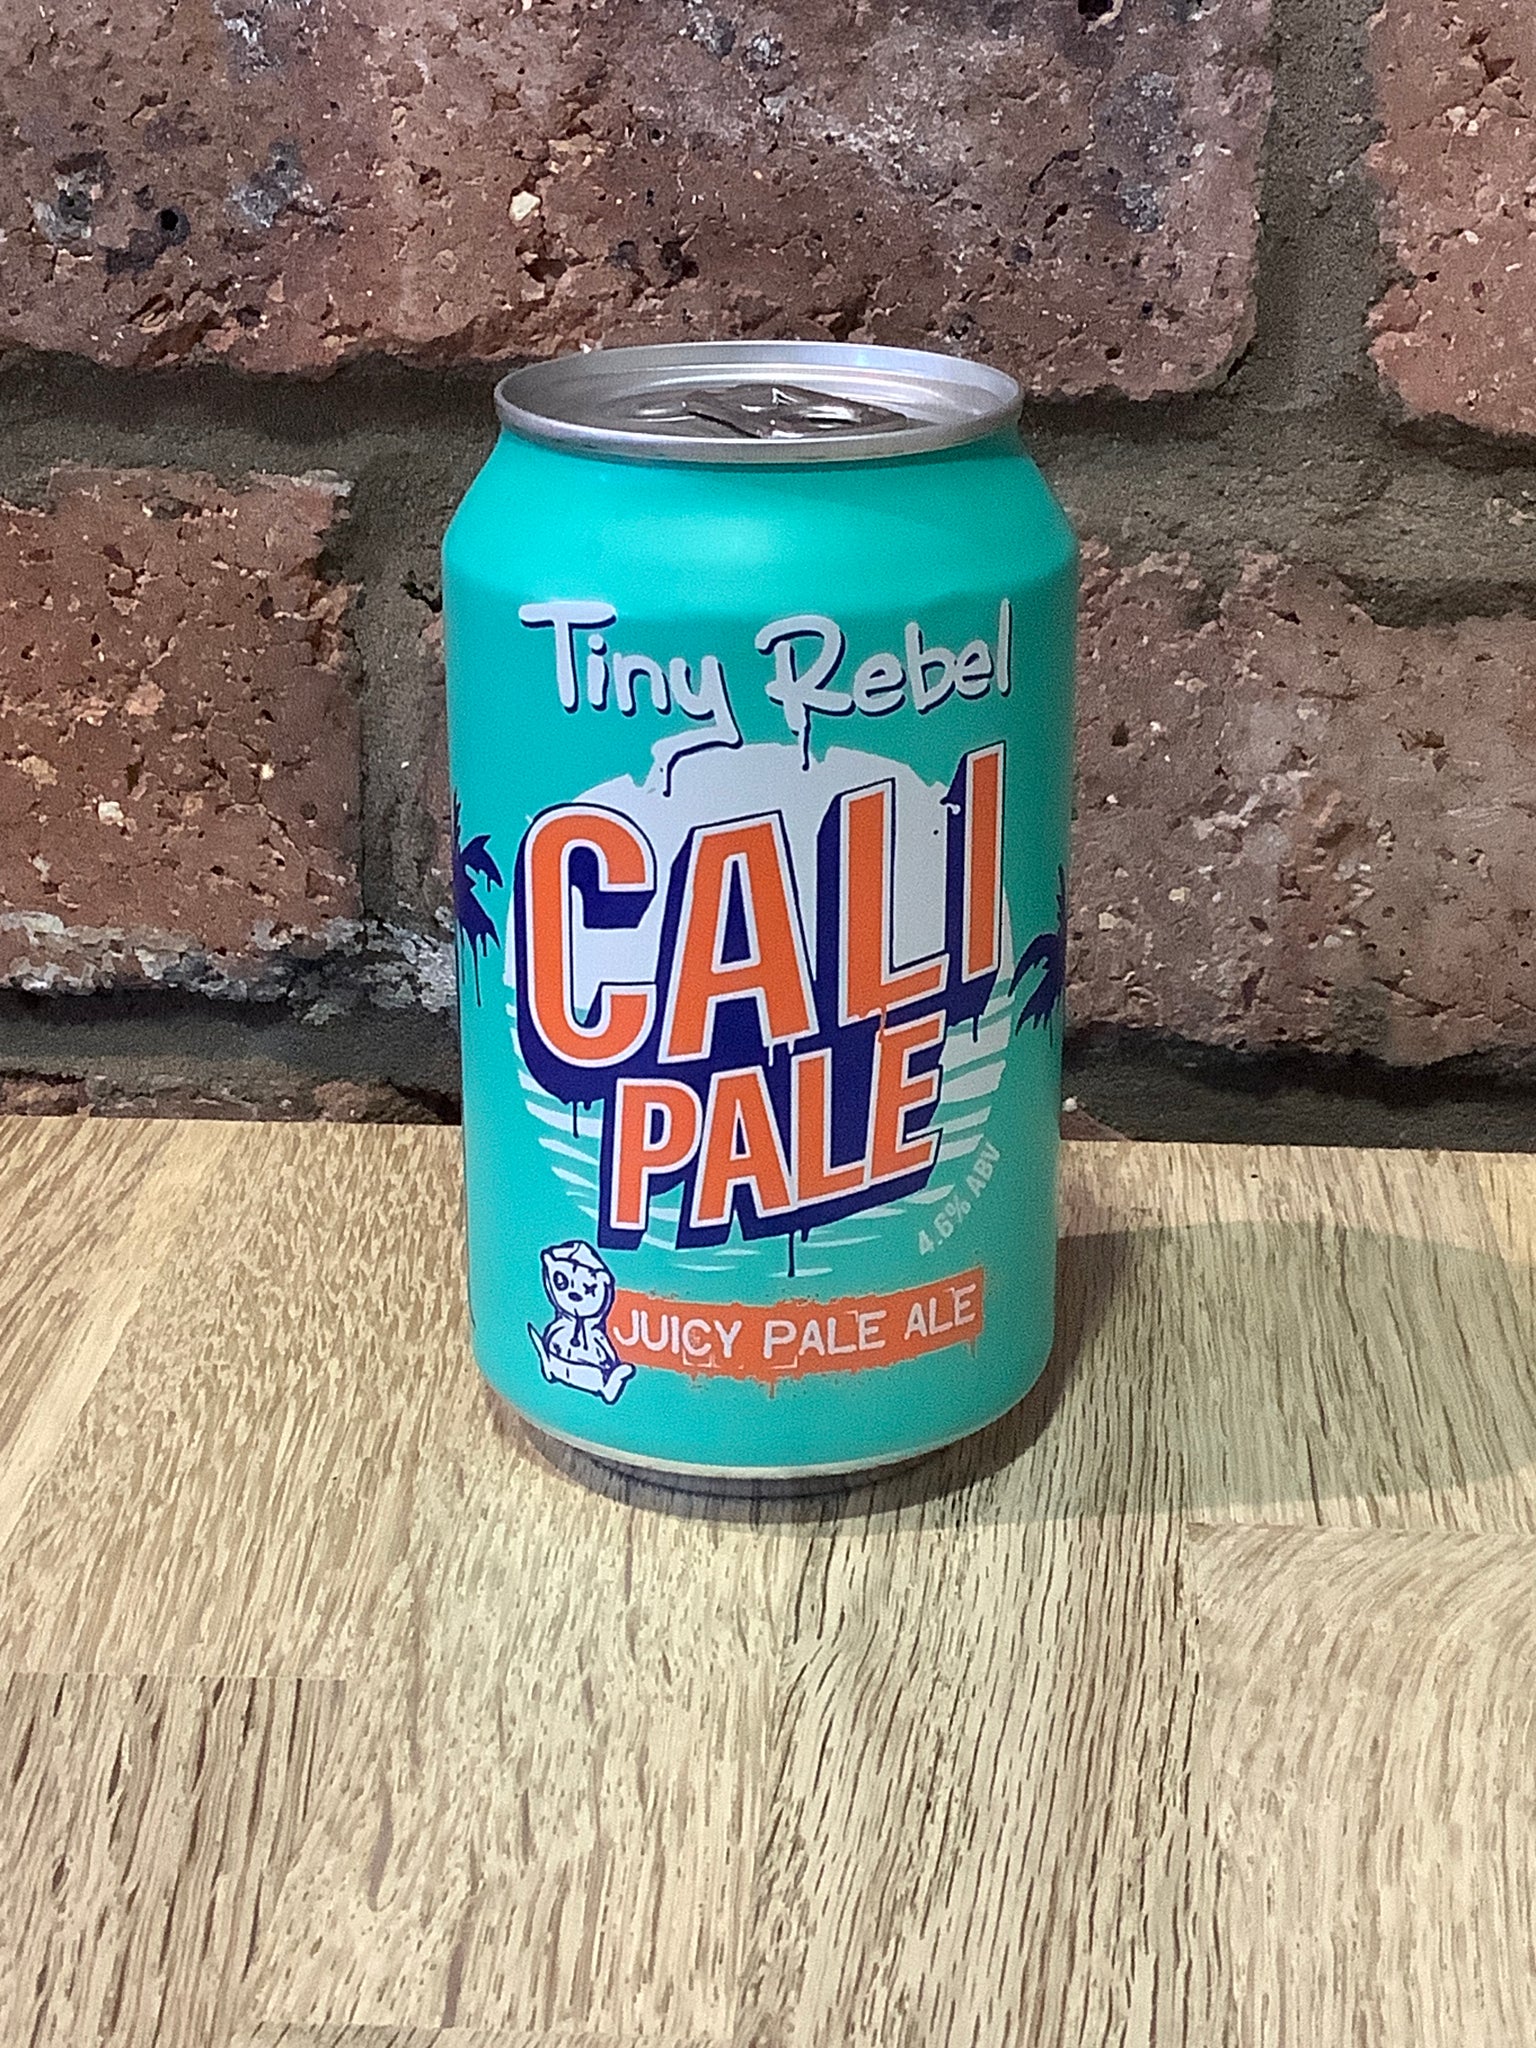 Tiny Rebel
CALI
PALE
4.6% ABV
JUICY PALE ALE